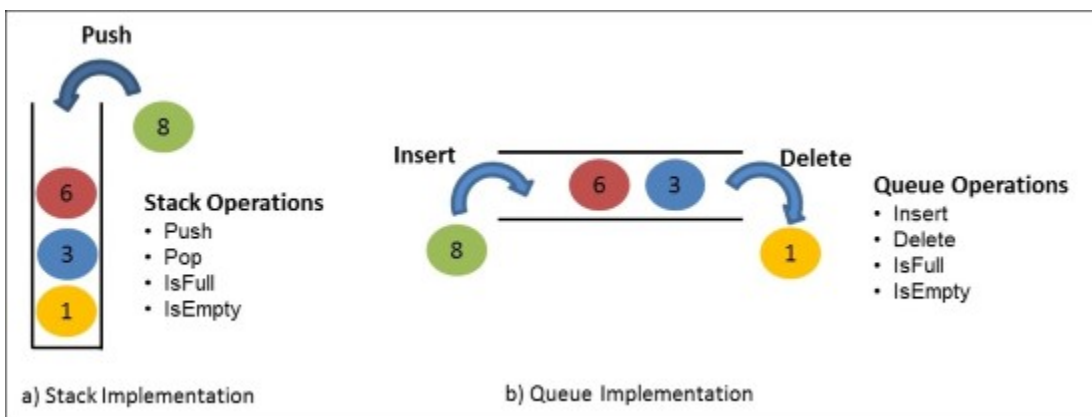 Push
8
6
3
1
Stack Operations
• Push
• Pop
• IsFull
• IsEmpty
a) Stack Implementation
Insert
8
6
3
Delete
1
Queue Operations
• Insert
• Delete
• IsFull
• IsEmpty
b) Queue Implementation